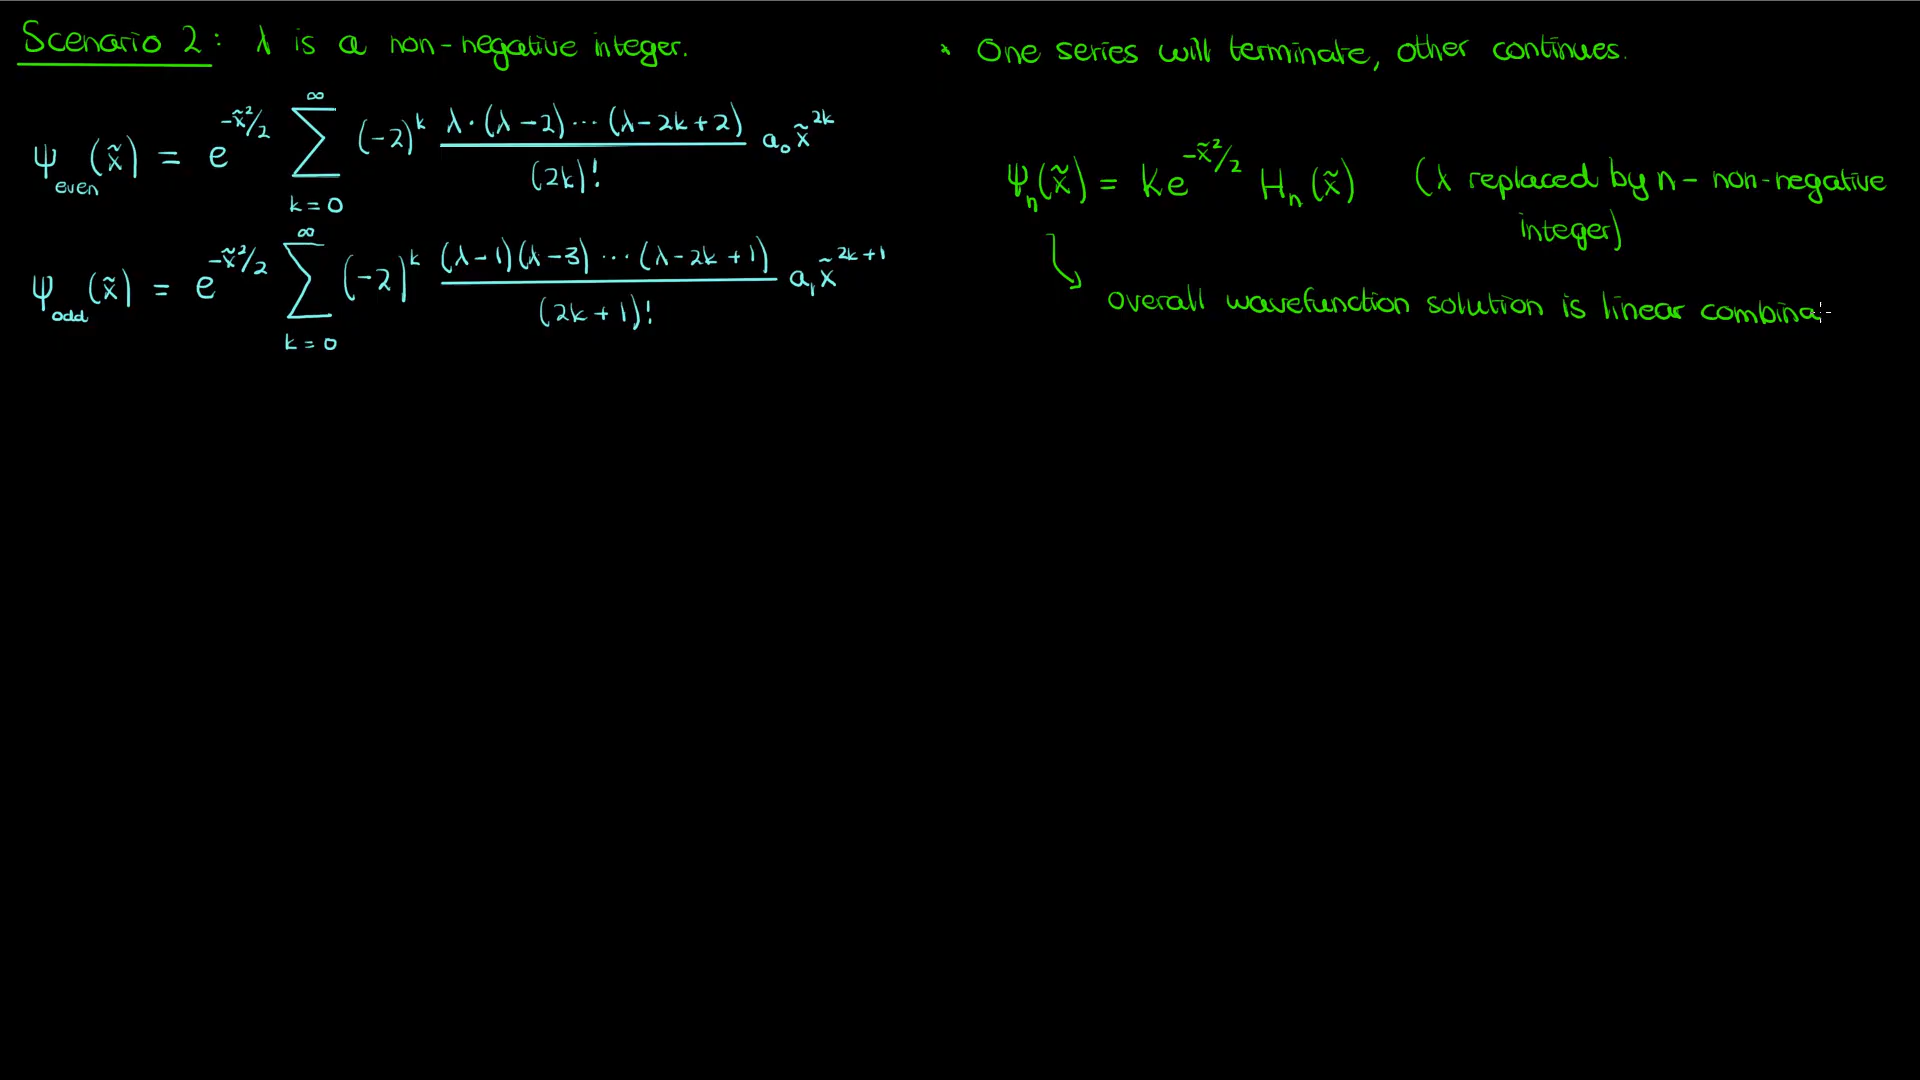 Scenario 2: λ is a non-negative integer.
ψ_even (x̃) = e^{-x̃²/2} ∑_{k=0}^{∞} (-2)^k \frac{λ·(λ-2)···(λ-2k+2)}{(2k)!} a₀ x̃^{2k}
ψ_odd (x̃) = e^{-x̃²/2} ∑_{k=0}^{∞} (-2)^k \frac{(λ-1)(λ-3)···(λ-2k+1)}{(2k+1)!} a₁ x̃^{2k+1}
* One series will terminate, other continues.
ψ_n(x̃) = Ke^{-x̃²/2} H_n(x̃) (λ replaced by n - non-negative
integer)
overall wavefunction solution is linear combina